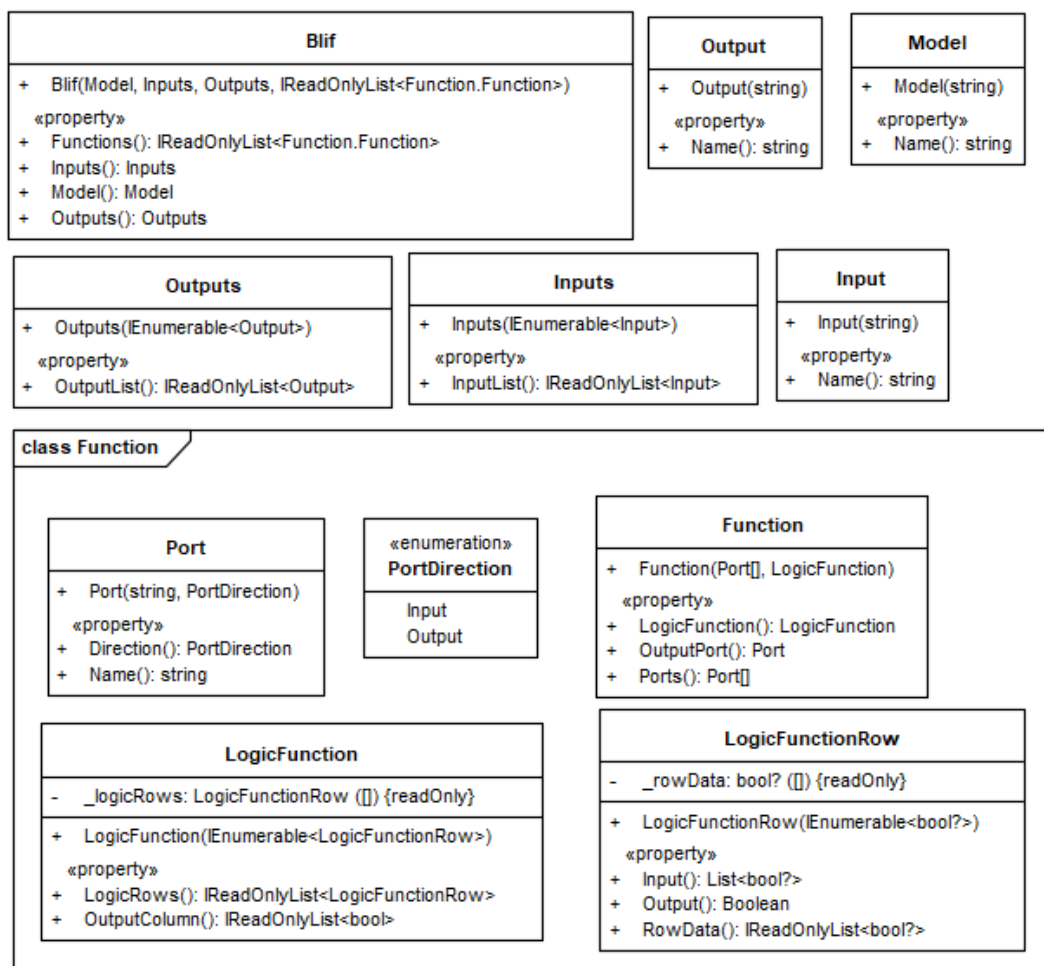 Blif
+ Blif(Model, Inputs, Outputs, IReadOnlyList<Function.Function>)
«property»
+ Functions(): IReadOnlyList<Function.Function>
+ Inputs(): Inputs
+ Model(): Model
+ Outputs(): Outputs
Output
+ Output(string)
«property»
+ Name(): string
Model
+ Model(string)
«property»
+ Name(): string
Outputs
+ Outputs(IEnumerable<Output>)
«property»
+ OutputList(): IReadOnlyList<Output>
Inputs
+ Inputs(IEnumerable<Input>)
«property»
+ InputList(): IReadOnlyList<Input>
Input
+ Input(string)
«property»
+ Name(): string
class Function
Port
+ Port(string, PortDirection)
«property»
+ Direction(): PortDirection
+ Name(): string
«enumeration»
PortDirection
Input
Output
Function
+ Function(Port[], LogicFunction)
«property»
+ LogicFunction(): LogicFunction
+ OutputPort(): Port
+ Ports(): Port[]
LogicFunction
- _logicRows: LogicFunctionRow ([]) {readOnly}
+ LogicFunction(IEnumerable<LogicFunctionRow>)
«property»
+ LogicRows(): IReadOnlyList<LogicFunctionRow>
+ OutputColumn(): IReadOnlyList<bool>
LogicFunctionRow
- _rowData: bool? ([]) {readOnly}
+ LogicFunctionRow(IEnumerable<bool?>)
«property»
+ Input(): List<bool?>
+ Output(): Boolean
+ RowData(): IReadOnlyList<bool?>